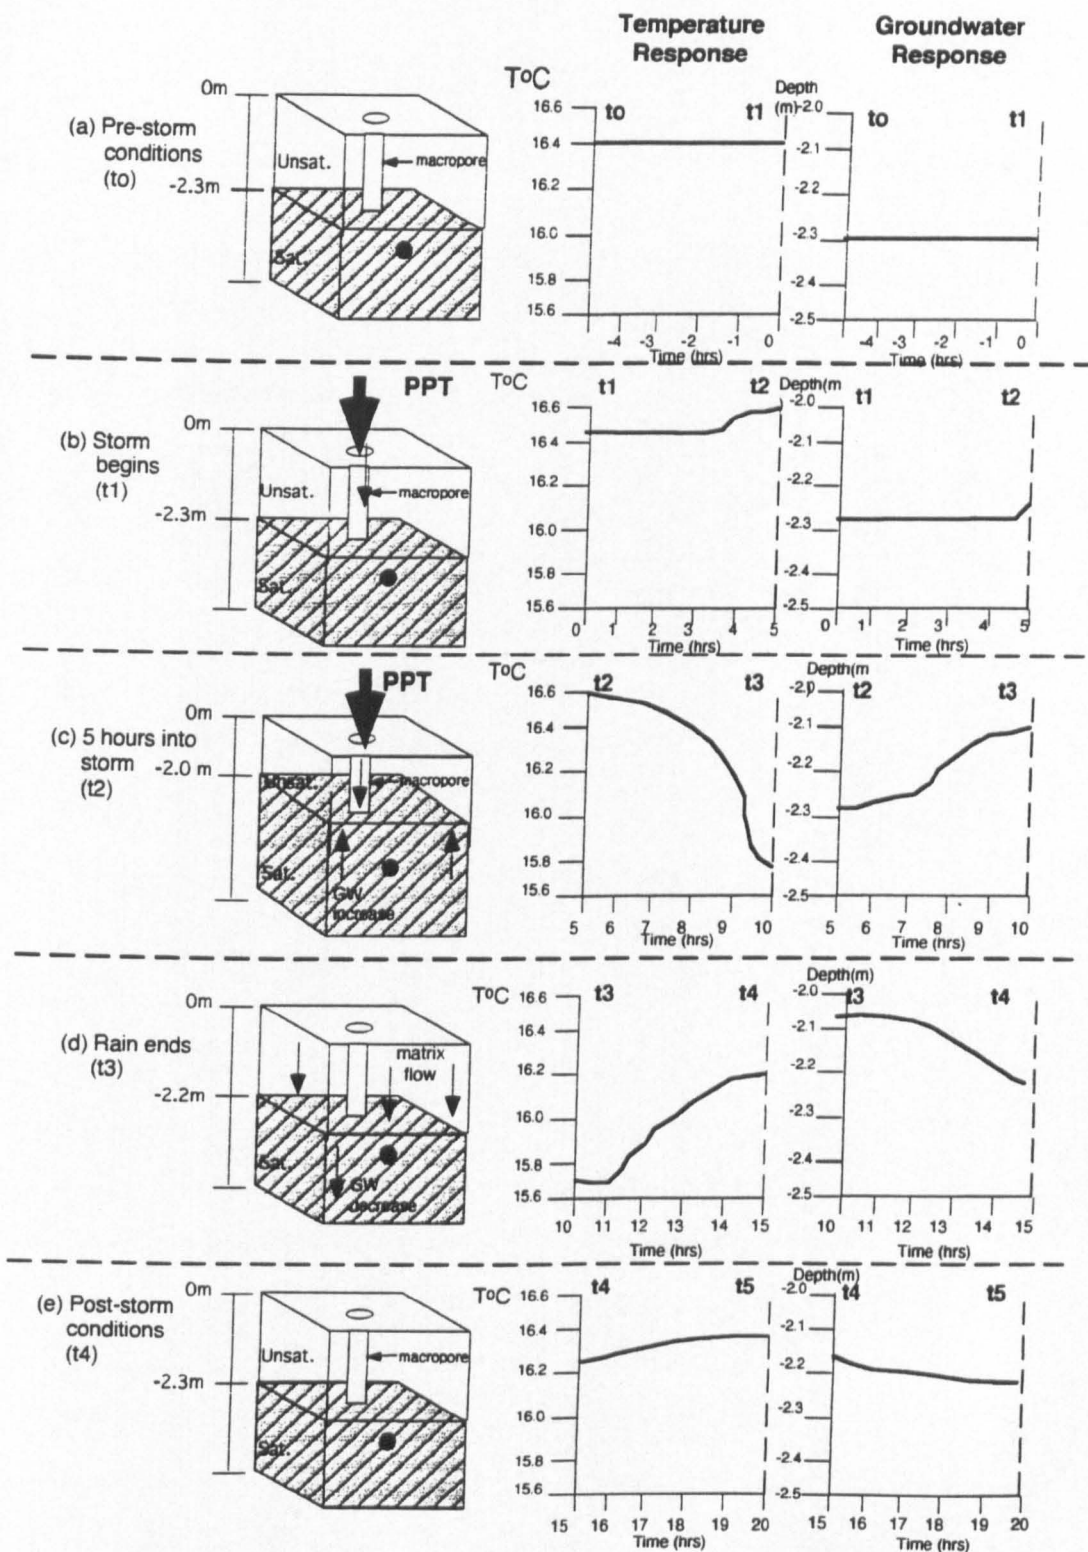 Temperature Response
Groundwater Response
(a) Pre-storm conditions (to)
0m
-2.3m
Unsat.
Sat.
macropore
T°C
16.6
16.4
16.2
16.0
15.8
15.6
to
t1
-4 -3 -2 -1 0
Time (hrs)
Depth (m)
-2.0
-2.1
-2.2
-2.3
-2.4
-2.5
to
t1
-4 -3 -2 -1 0
Time (hrs)
(b) Storm begins (t1)
PPT
0m
-2.3m
Unsat.
Sat.
macropore
T°C
16.6
16.4
16.0
15.8
15.6
t1
t2
0 1 2 3 4 5
Time (hrs)
Depth(m
-2.0
-2.1
-2.2
-2.3
-2.4
-2.5
t1
t2
0 1 2 3 4 5
Time (hrs)
(c) 5 hours into storm (t2)
PPT
0m
-2.0 m
Unsat.
Sat.
macropore
GW increase
T°C
16.6
16.4
16.2
16.0
15.8
15.6
t2
t3
5 6 7 8 9 10
Time (hrs)
Depth(m
-2.0
-2.1
-2.2
-2.3
-2.4
-2.5
t2
t3
5 6 7 8 9 10
Time (hrs)
(d) Rain ends (t3)
0m
-2.2m
matrix flow
Sat.
GW decrease
T°C
16.6
16.4
16.2
16.0
15.8
15.6
t3
t4
10 11 12 13 14 15
Time (hrs)
Depth(m)
-2.0
-2.1
-2.2
-2.3
-2.4
-2.5
t3
t4
10 11 12 13 14 15
Time (hrs)
(e) Post-storm conditions (t4)
0m
-2.3m
Unsat.
Sat.
macropore
T°C
16.6
16.4
16.2
16.0
15.8
15.6
t4
t5
15 16 17 18 19 20
Time (hrs)
Depth(m)
-2.0
-2.1
-2.2
-2.3
-2.4
-2.5
t4
t5
15 16 17 18 19 20
Time (hrs)